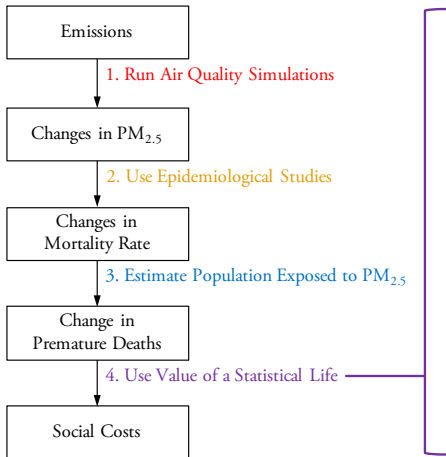 Emissions
1. Run Air Quality Simulations
Changes in PM₂.₅
2. Use Epidemiological Studies
Changes in
Mortality Rate
3. Estimate Population Exposed to PM₂.₅
Change in
Premature Deaths
4. Use Value of a Statistical Life
Social Costs